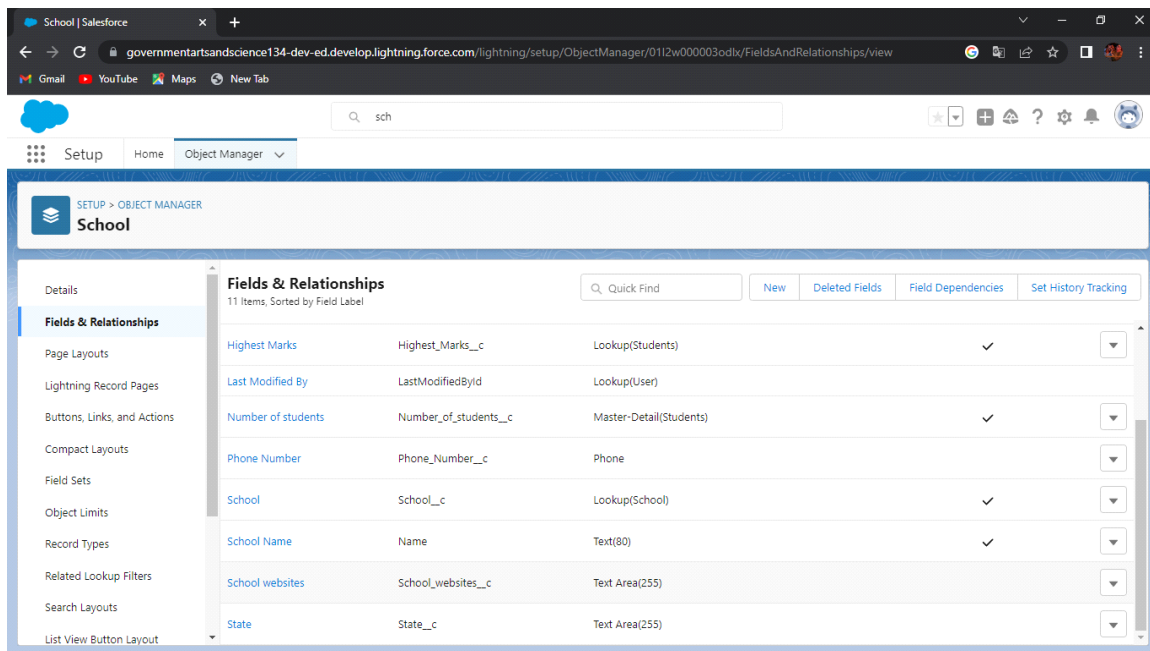 School | Salesforce
governmentartsandscience134-dev-ed.develop.lightning.force.com/lightning/setup/ObjectManager/01I2w000003odlx/FieldsAndRelationships/view
Gmail YouTube Maps New Tab
sch
Setup Home Object Manager
SETUP > OBJECT MANAGER
School
Details
Fields & Relationships
Page Layouts
Lightning Record Pages
Buttons, Links, and Actions
Compact Layouts
Field Sets
Object Limits
Record Types
Related Lookup Filters
Search Layouts
List View Button Layout
Fields & Relationships
11 Items, Sorted by Field Label
Quick Find New Deleted Fields Field Dependencies Set History Tracking
Highest Marks Highest_Marks__c Lookup(Students)
Last Modified By LastModifiedById Lookup(User)
Number of students Number_of_students__c Master-Detail(Students)
Phone Number Phone_Number__c Phone
School School__c Lookup(School)
School Name Name Text(80)
School websites School_websites__c Text Area(255)
State State__c Text Area(255)